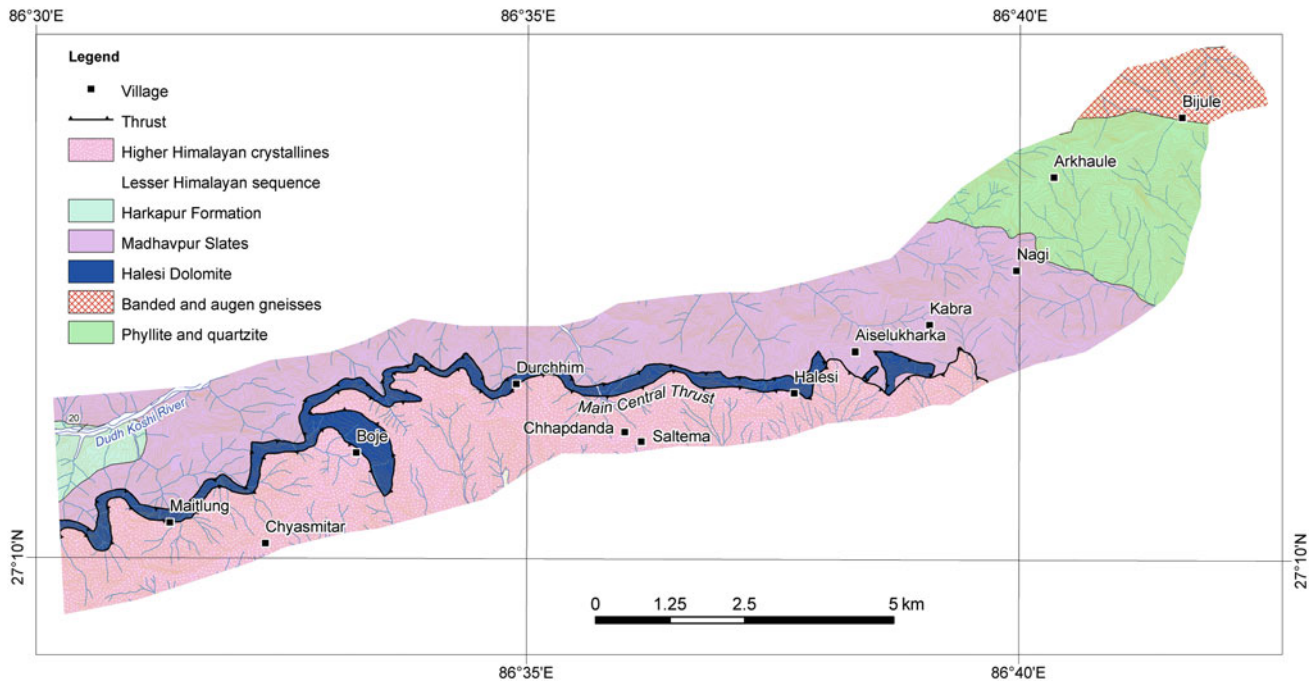 86°30'E
86°35'E
86°40'E
Legend
Village
Thrust
Higher Himalayan crystallines
Lesser Himalayan sequence
Harkapur Formation
Madhavpur Slates
Halesi Dolomite
Banded and augen gneisses
Phyllite and quartzite
Bijule
Arkhaule
Nagi
Kabra
Aiselukharka
Durchhim
Halesi
Main Central Thrust
20
Dudh Koshi River
Chhapdanda
Saltema
Boje
Maitlung
Chyasmitar
27°10'N
27°10'N
0 1.25 2.5 5 km
86°35'E
86°40'E